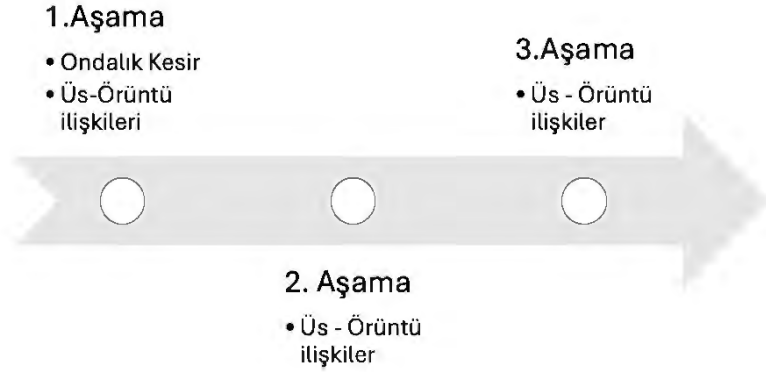 1.Aşama
• Ondalık Kesir
• Üs-Örüntü
ilişkileri
2. Aşama
• Üs - Örüntü
ilişkiler
3.Aşama
• Üs - Örüntü
ilişkiler